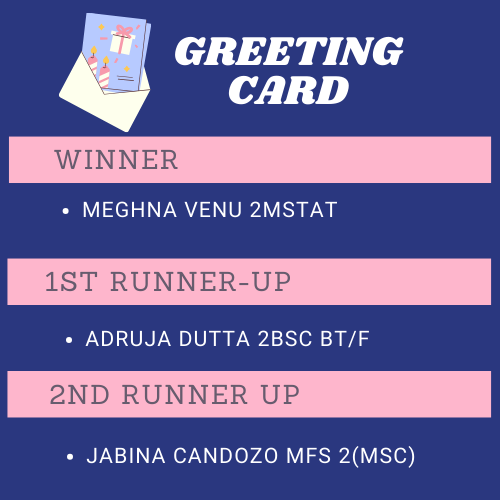 GREETING
CARD
WINNER
• MEGHNA VENU 2MSTAT
1ST RUNNER-UP
• ADRUJA DUTTA 2BSC BT/F
2ND RUNNER UP
• JABINA CANDOZO MFS 2(MSC)